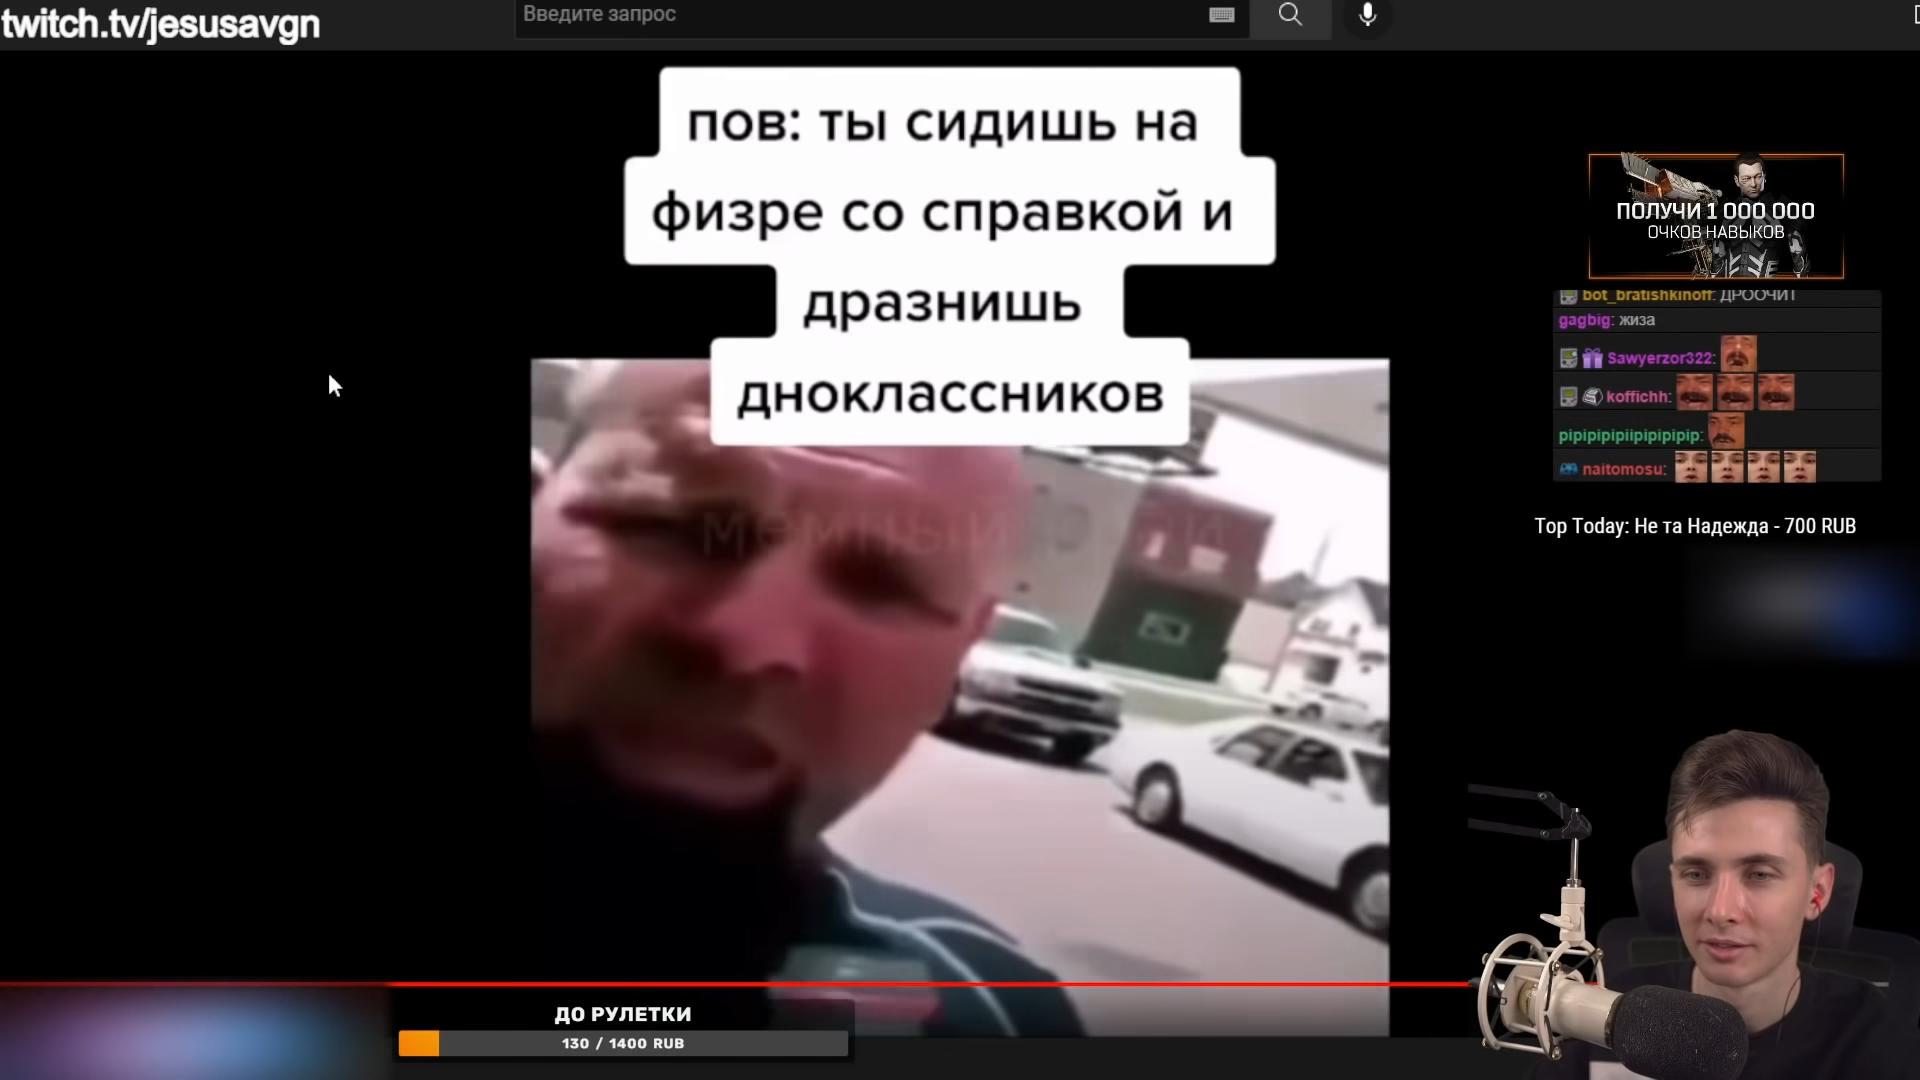 twitch.tv/jesusavgn
Введите запрос
пов: ты сидишь на
физре со справкой и
дразнишь
дноклассников
ПОЛУЧИ 1 000 000
ОЧКОВ НАВЫКОВ
bot_bratishkinoff: ДРООЧИТ
gagbig: жиза
Sawyerzor322:
koffichh:
pipipipipiipipipipip:
naitomosu:
Top Today: Не та Надежда - 700 RUB
ДО РУЛЕТКИ
130 / 1400 RUB